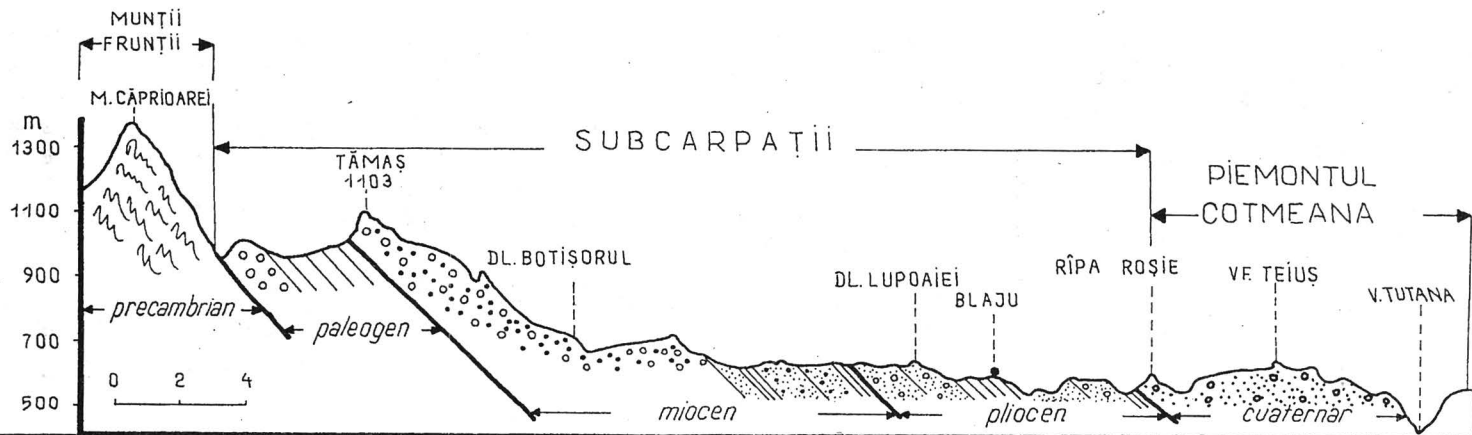 MUNȚII
FRUNȚII
M. CĂPRIOAREI
m
1300
1100
900
700
500
SUBCARPAȚII
TĂMAȘ
1103
PIEMONTUL
COTMEANA
DL. BOTIȘORUL
DL. LUPOAIEI
BLAJU
RÎPA ROȘIE
VF. TEIUȘ
V. TUTANA
precambrian
paleogen
miocen
pliocen
cuaternar
0 2 4